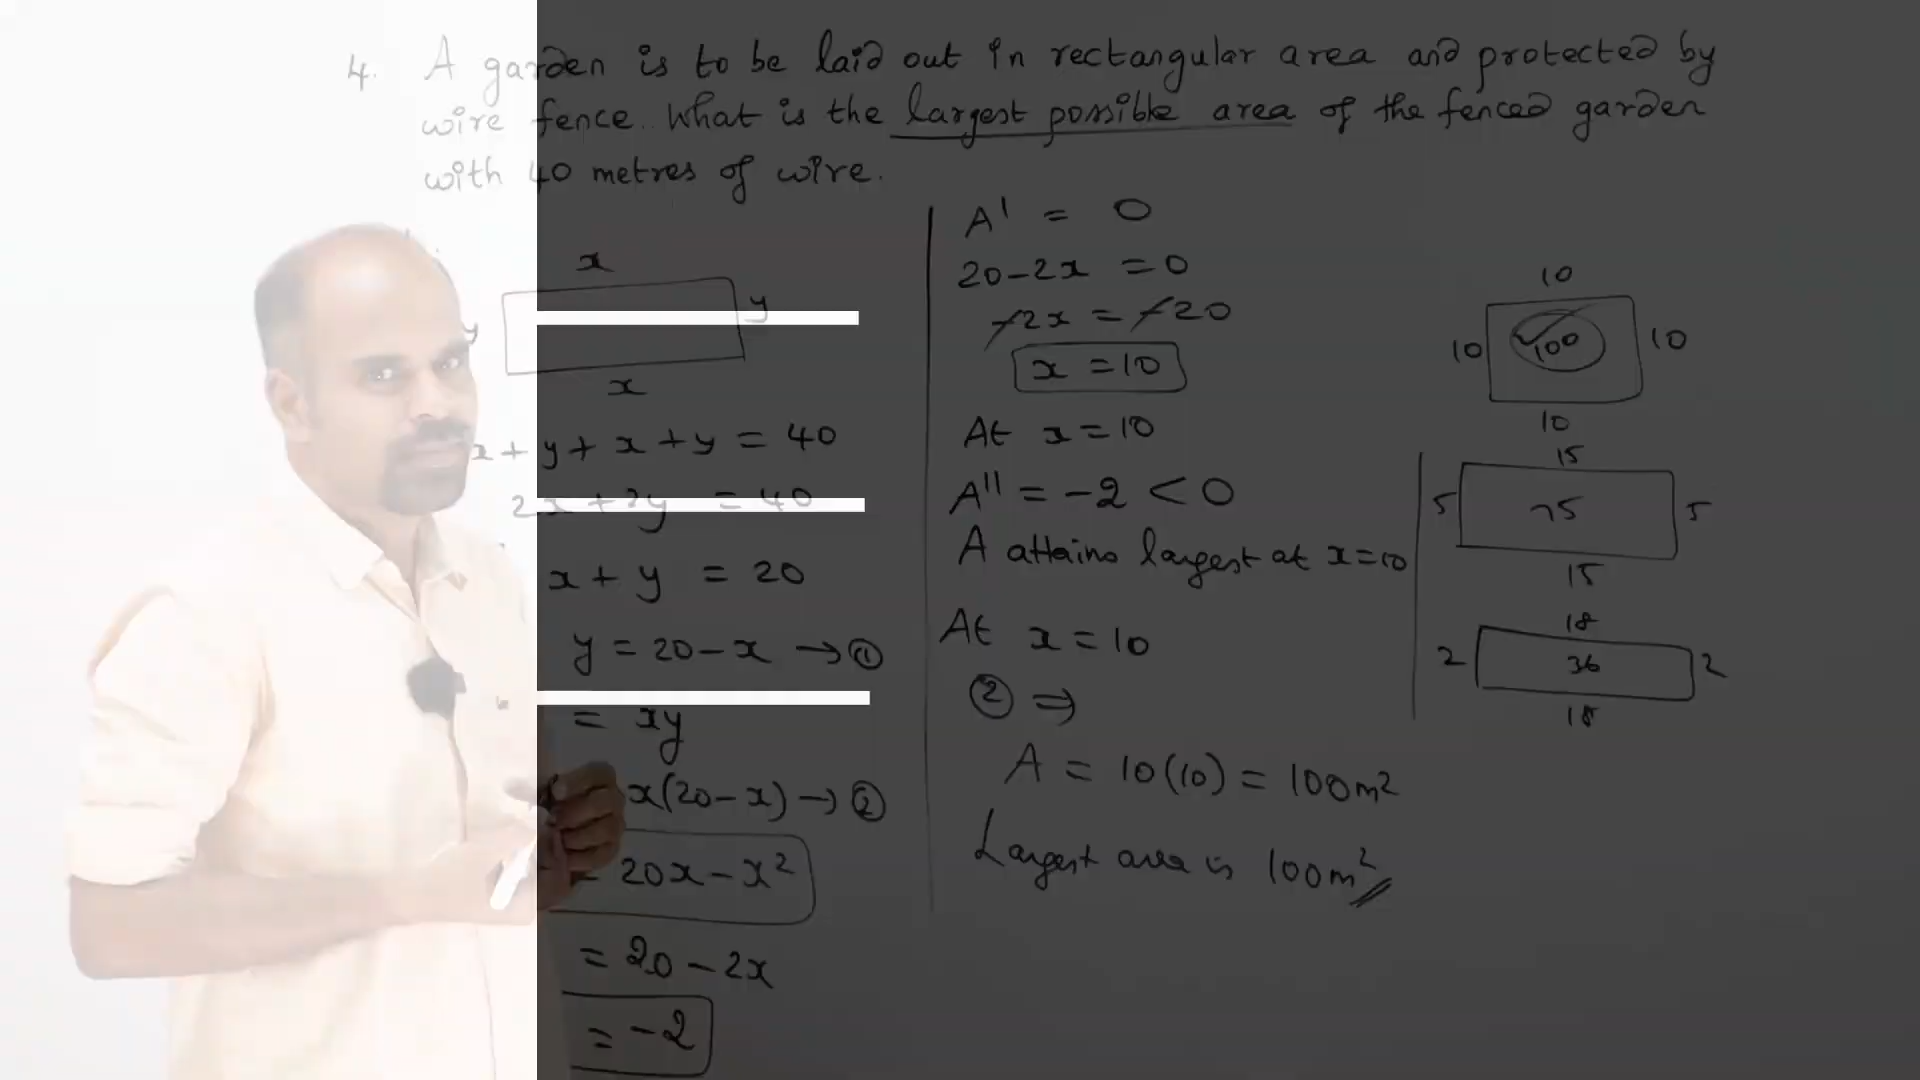 4. A garden is to be laid out in rectangular area and protected by
wire fence. What is the largest possible area of the fenced garden
with 40 metres of wire.
x
y
y
x
x + y + x + y = 40
2x + 2y = 40
x + y = 20
y = 20 - x → ①
= xy
x(20 - x) → ②
= 20x - x²
= 20 - 2x
= -2
A' = 0
20 - 2x = 0
-2x = -20
x = 10
At x = 10
A'' = -2 < 0
A attains largest at x = 10
At x = 10
② ⇒
A = 10(10) = 100m²
Largest area is 100m²
10
10 100 10
10
15
5 75 5
15
18
2 36 2
18